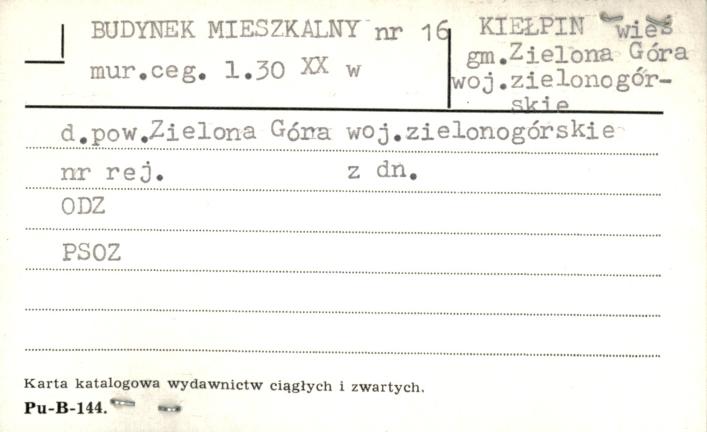 BUDYNEK MIESZKALNY nr 16
mur.ceg. l.30 XX w
KIEŁPIN wieś
gm.Zielona Góra
woj.zielonogór-
skie
d.pow.Zielona Góra woj.zielonogórskie
nr rej. z dn.
ODZ
PSOZ
Karta katalogowa wydawnictw ciągłych i zwartych.
Pu-B-144.